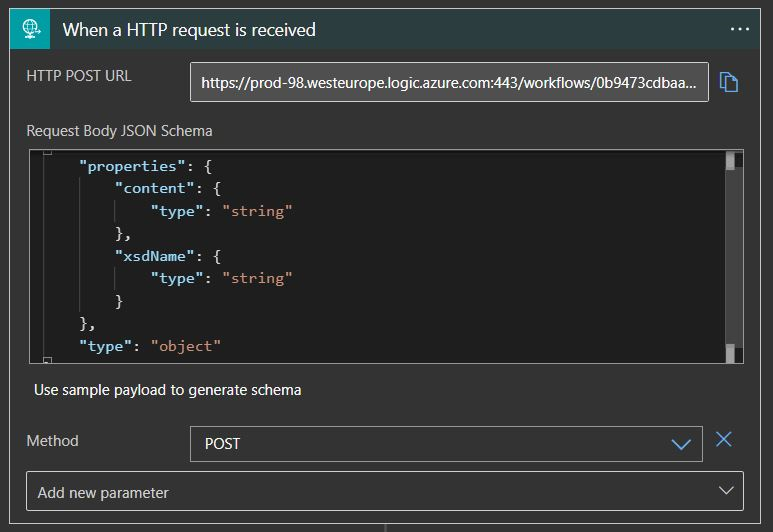 When a HTTP request is received
HTTP POST URL
https://prod-98.westeurope.logic.azure.com:443/workflows/0b9473cdbaa...
Request Body JSON Schema
"properties": {
"content": {
"type": "string"
},
"xsdName": {
"type": "string"
}
},
"type": "object"
Use sample payload to generate schema
Method
POST
Add new parameter